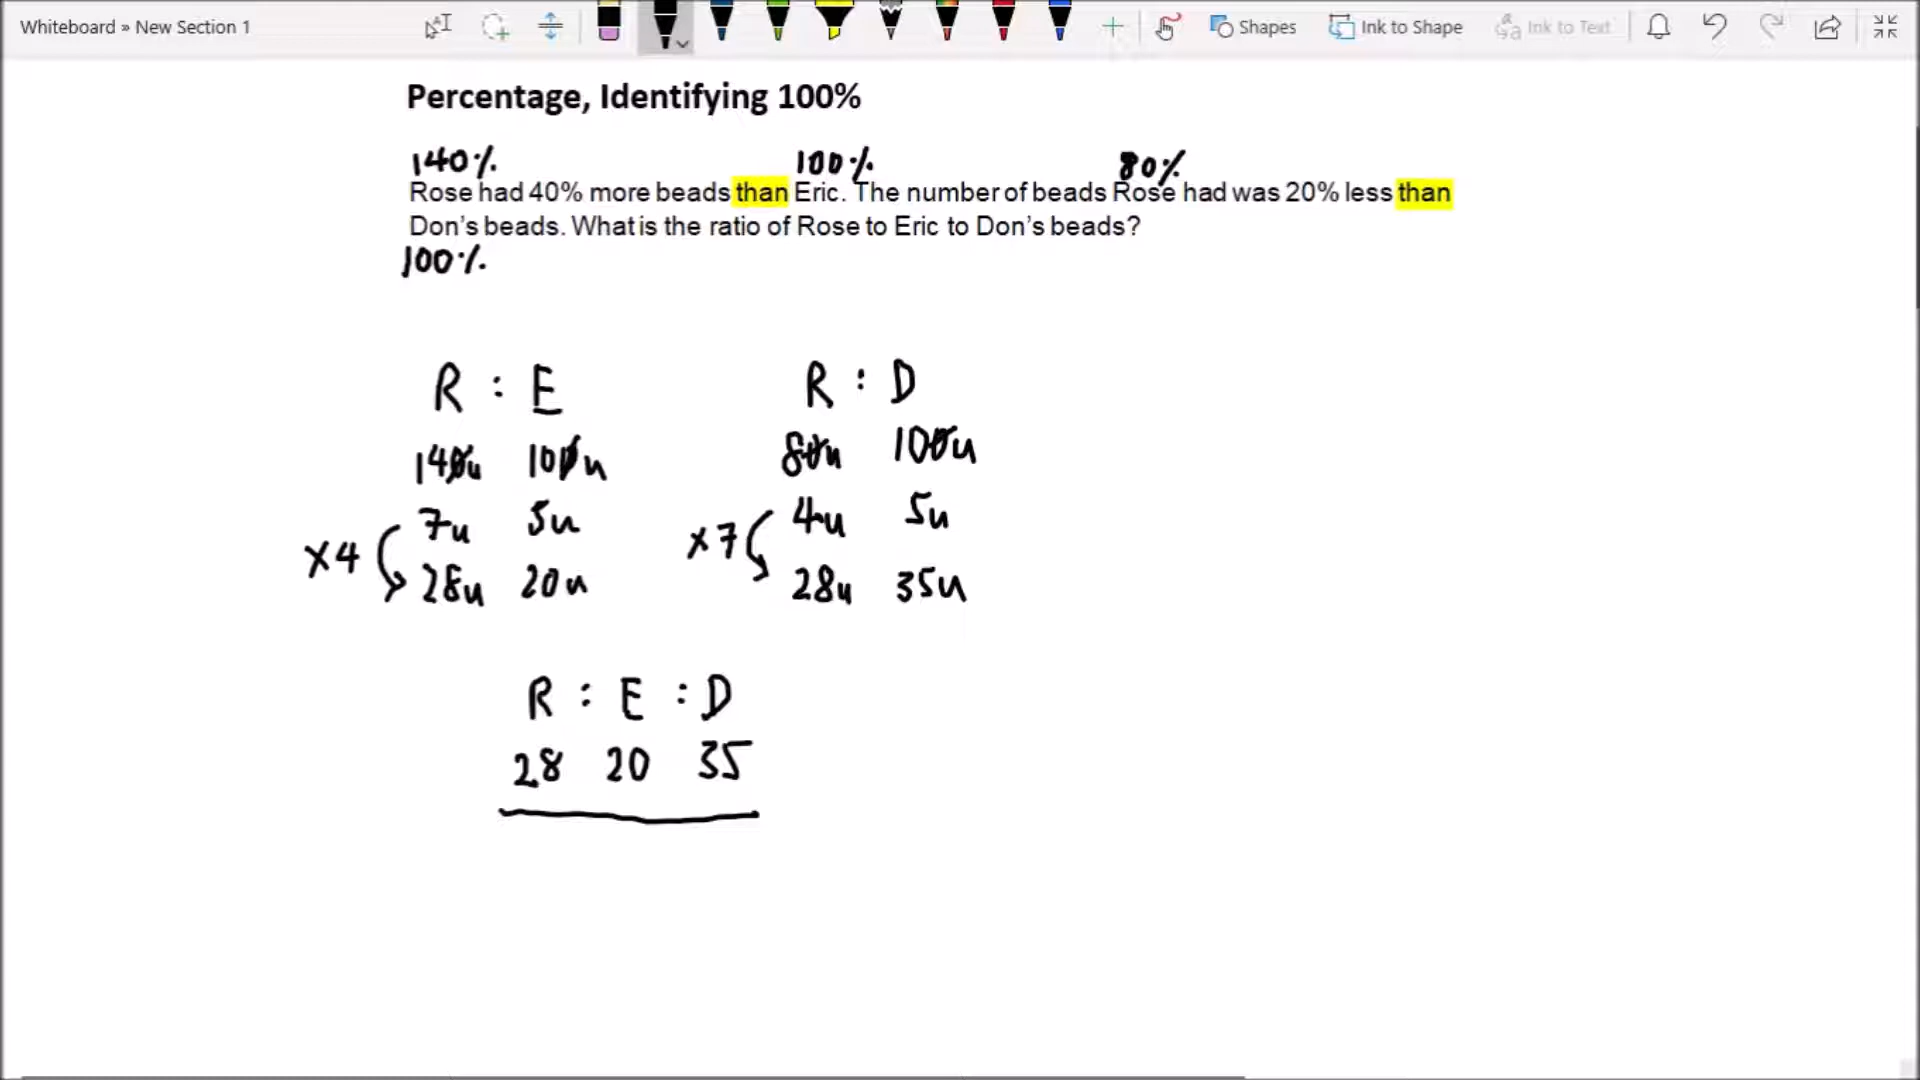 Whiteboard » New Section 1
Shapes
Ink to Shape
Ink to Text
Percentage, Identifying 100%
140% 100% 80%
Rose had 40% more beads than Eric. The number of beads Rose had was 20% less than
Don's beads. What is the ratio of Rose to Eric to Don's beads?
100%
R : E
140u 100u
7u 5u
x4
28u 20u
R : D
80u 100u
4u 5u
x7
28u 35u
R : E : D
28 20 35